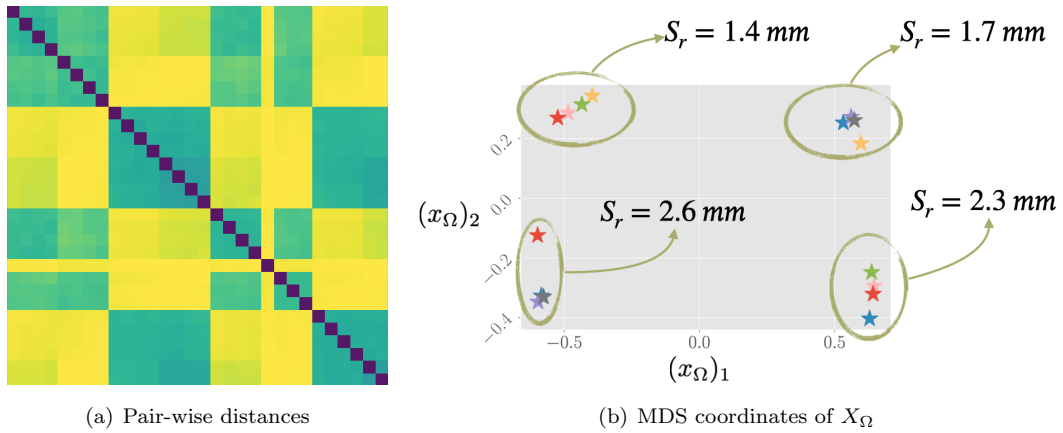 S_r = 1.4 mm
S_r = 1.7 mm
0.2
0.0
(x_Ω)_2
S_r = 2.6 mm
S_r = 2.3 mm
−0.2
−0.4
−0.5
0.0
0.5
(x_Ω)_1
(a) Pair-wise distances
(b) MDS coordinates of X_Ω